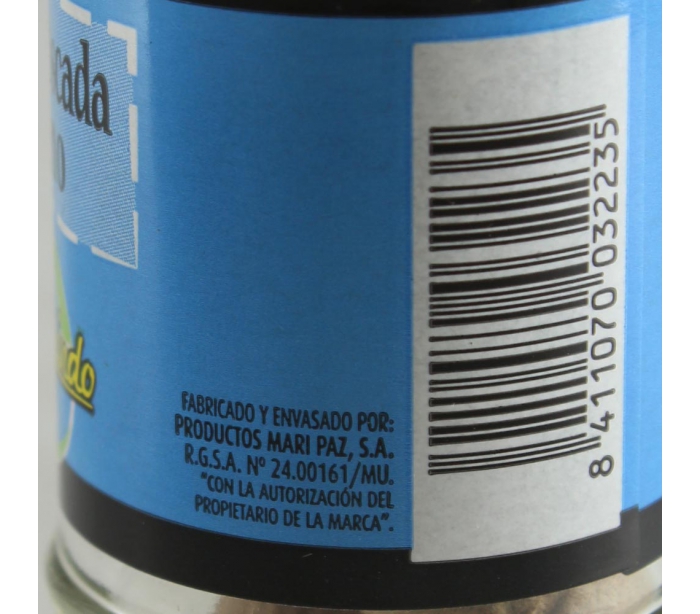 cada
FABRICADO Y ENVASADO POR:
PRODUCTOS MARI PAZ, S.A.
R.G.S.A. Nº 24.00161/MU.
"CON LA AUTORIZACIÓN DEL
PROPIETARIO DE LA MARCA".
8 411070 032235